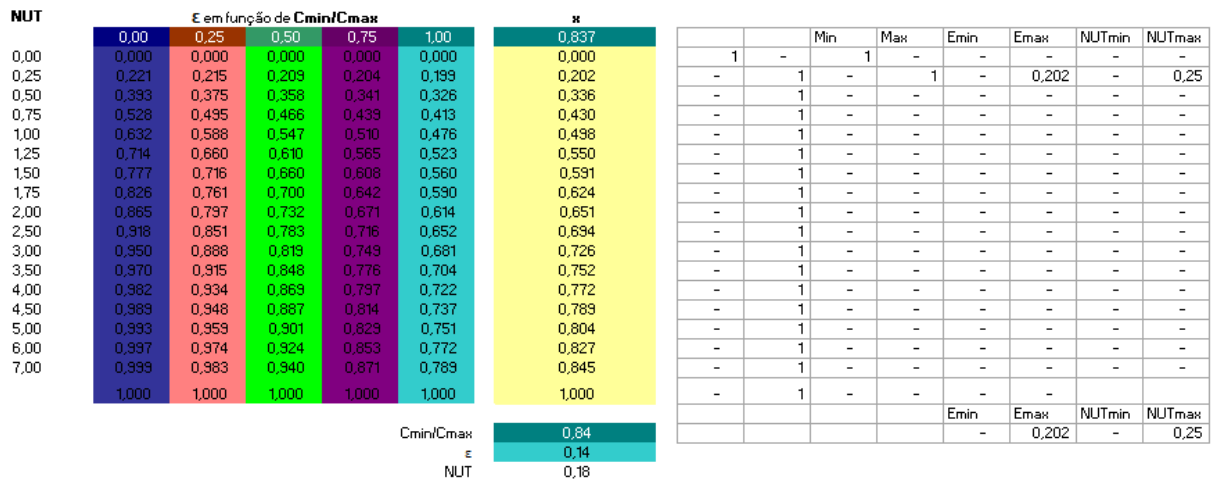 NUT ε em função de Cmin/Cmax x
0,00 0,25 0,50 0,75 1,00 0,837 Min Max Emin Emax NUTmin NUTmax
0,00 0,000 0,000 0,000 0,000 0,000 0,000 1 - 1 - - - - -
0,25 0,221 0,215 0,209 0,204 0,199 0,202 - 1 - 1 - 0,202 - 0,25
0,50 0,393 0,375 0,358 0,341 0,326 0,336 - 1 - - - - - -
0,75 0,528 0,495 0,466 0,439 0,413 0,430 - 1 - - - - - -
1,00 0,632 0,588 0,547 0,510 0,476 0,498 - 1 - - - - - -
1,25 0,714 0,660 0,610 0,565 0,523 0,550 - 1 - - - - - -
1,50 0,777 0,716 0,660 0,608 0,560 0,591 - 1 - - - - - -
1,75 0,826 0,761 0,700 0,642 0,590 0,624 - 1 - - - - - -
2,00 0,865 0,797 0,732 0,671 0,614 0,651 - 1 - - - - - -
2,50 0,918 0,851 0,783 0,716 0,652 0,694 - 1 - - - - - -
3,00 0,950 0,888 0,819 0,749 0,681 0,726 - 1 - - - - - -
3,50 0,970 0,915 0,848 0,776 0,704 0,752 - 1 - - - - - -
4,00 0,982 0,934 0,869 0,797 0,722 0,772 - 1 - - - - - -
4,50 0,989 0,948 0,887 0,814 0,737 0,789 - 1 - - - - - -
5,00 0,993 0,959 0,901 0,829 0,751 0,804 - 1 - - - - - -
6,00 0,997 0,974 0,924 0,853 0,772 0,827 - 1 - - - - - -
7,00 0,999 0,983 0,940 0,871 0,789 0,845 - 1 - - - - - -
1,000 1,000 1,000 1,000 1,000 1,000 - 1 - - - -
Emin Emax NUTmin NUTmax
Cmin/Cmax 0,84 - 0,202 - 0,25
ε 0,14
NUT 0,18